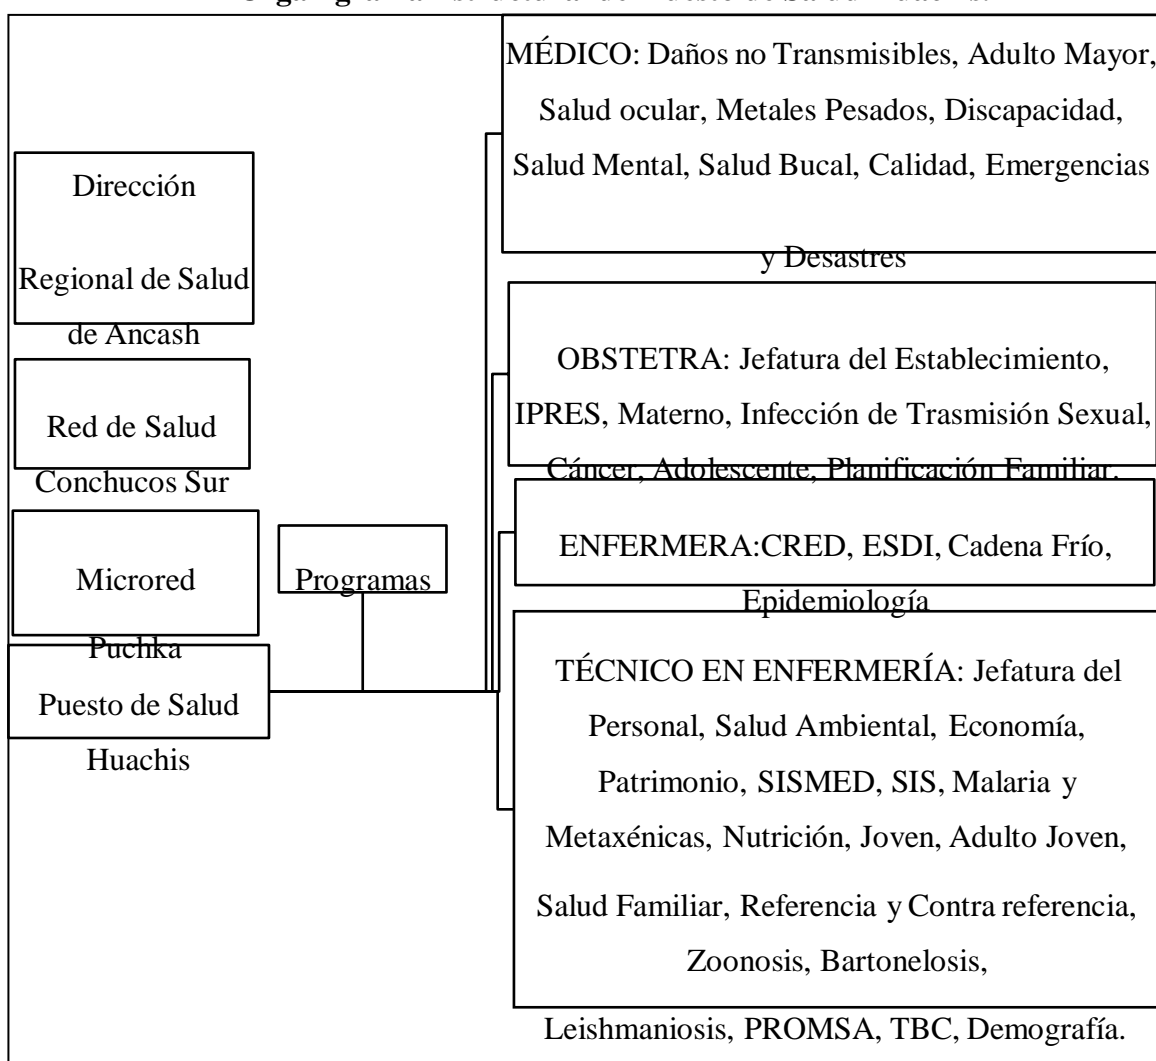 MÉDICO: Daños no Transmisibles, Adulto Mayor,
Salud ocular, Metales Pesados, Discapacidad,
Salud Mental, Salud Bucal, Calidad, Emergencias
y Desastres
Dirección
Regional de Salud
de Ancash
OBSTETRA: Jefatura del Establecimiento,
IPRES, Materno, Infección de Trasmisión Sexual,
Cáncer, Adolescente, Planificación Familiar.
Red de Salud
Conchucos Sur
ENFERMERA:CRED, ESDI, Cadena Frío,
Epidemiología
Microred
Puchka
Programas
Puesto de Salud
Huachis
TÉCNICO EN ENFERMERÍA: Jefatura del
Personal, Salud Ambiental, Economía,
Patrimonio, SISMED, SIS, Malaria y
Metaxénicas, Nutrición, Joven, Adulto Joven,
Salud Familiar, Referencia y Contra referencia,
Zoonosis, Bartonelosis,
Leishmaniosis, PROMSA, TBC, Demografía.